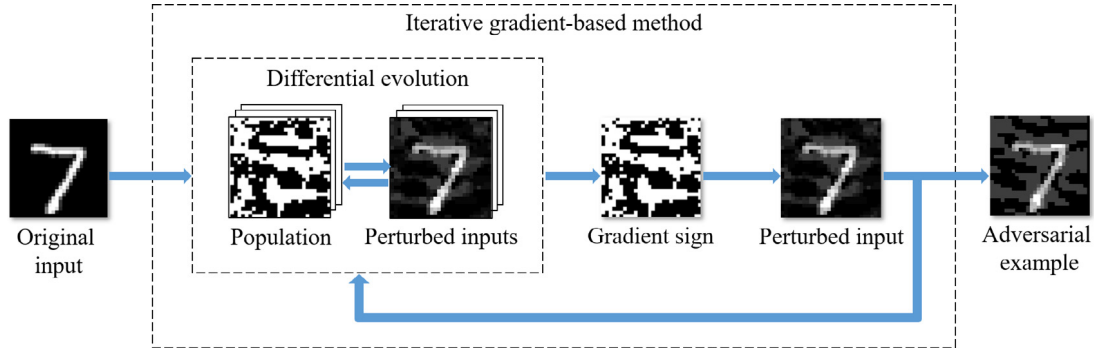 Iterative gradient-based method
Differential evolution
Population
Perturbed inputs
Gradient sign
Perturbed input
Original
input
Adversarial
example